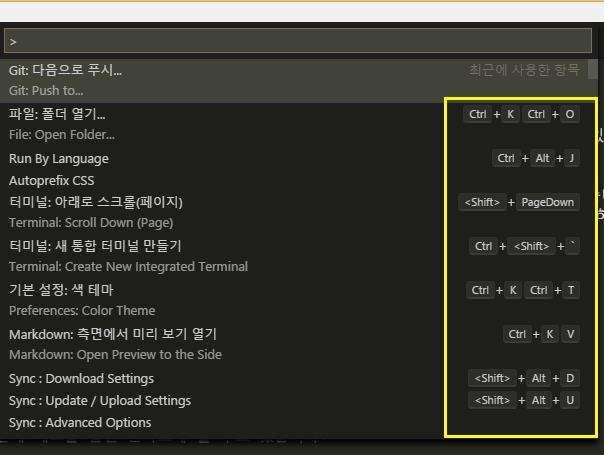 >
Git: 다음으로 푸시... 최근에 사용한 항목
Git: Push to...
파일: 폴더 열기... Ctrl + K Ctrl + O
File: Open Folder...
Run By Language Ctrl + Alt + J
Autoprefix CSS
터미널: 아래로 스크롤(페이지) <Shift> + PageDown
Terminal: Scroll Down (Page)
터미널: 새 통합 터미널 만들기 Ctrl + <Shift> + `
Terminal: Create New Integrated Terminal
기본 설정: 색 테마 Ctrl + K Ctrl + T
Preferences: Color Theme
Markdown: 측면에서 미리 보기 열기 Ctrl + K V
Markdown: Open Preview to the Side
Sync : Download Settings <Shift> + Alt + D
Sync : Update / Upload Settings <Shift> + Alt + U
Sync : Advanced Options